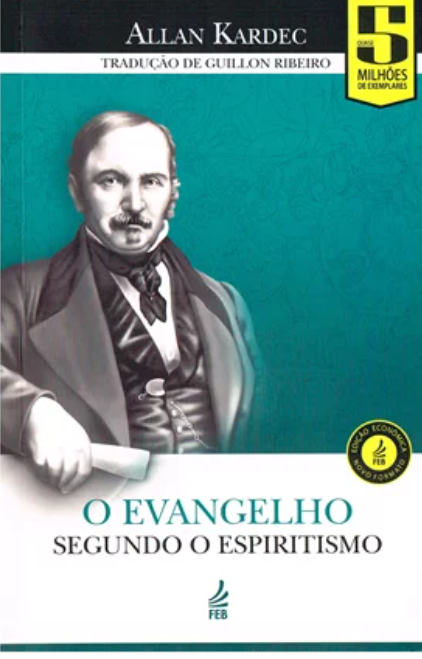 ALLAN KARDEC
TRADUÇÃO DE GUILLON RIBEIRO
QUASE
5
MILHÕES
DE EXEMPLARES
EDIÇÃO ECONÔMICA
FEB
NOVO FORMATO
O EVANGELHO
SEGUNDO O ESPIRITISMO
FEB